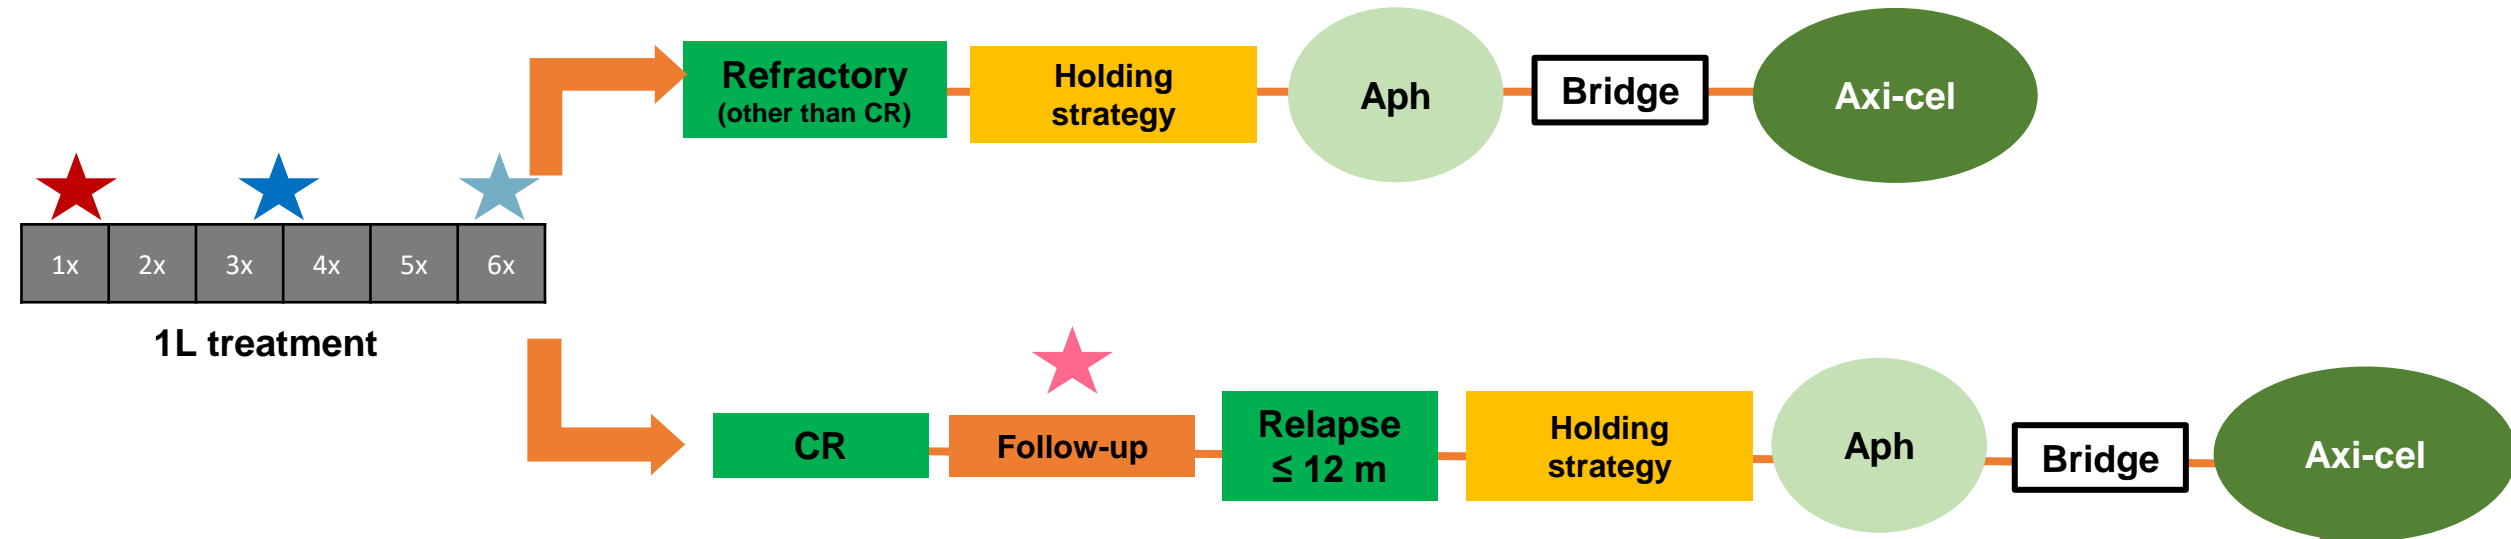 Refractory
(other than CR)
Holding
strategy
Aph
Bridge
Axi-cel
1x 2x 3x 4x 5x 6x
1L treatment
CR
Follow-up
Relapse
≤ 12 m
Holding
strategy
Aph
Bridge
Axi-cel